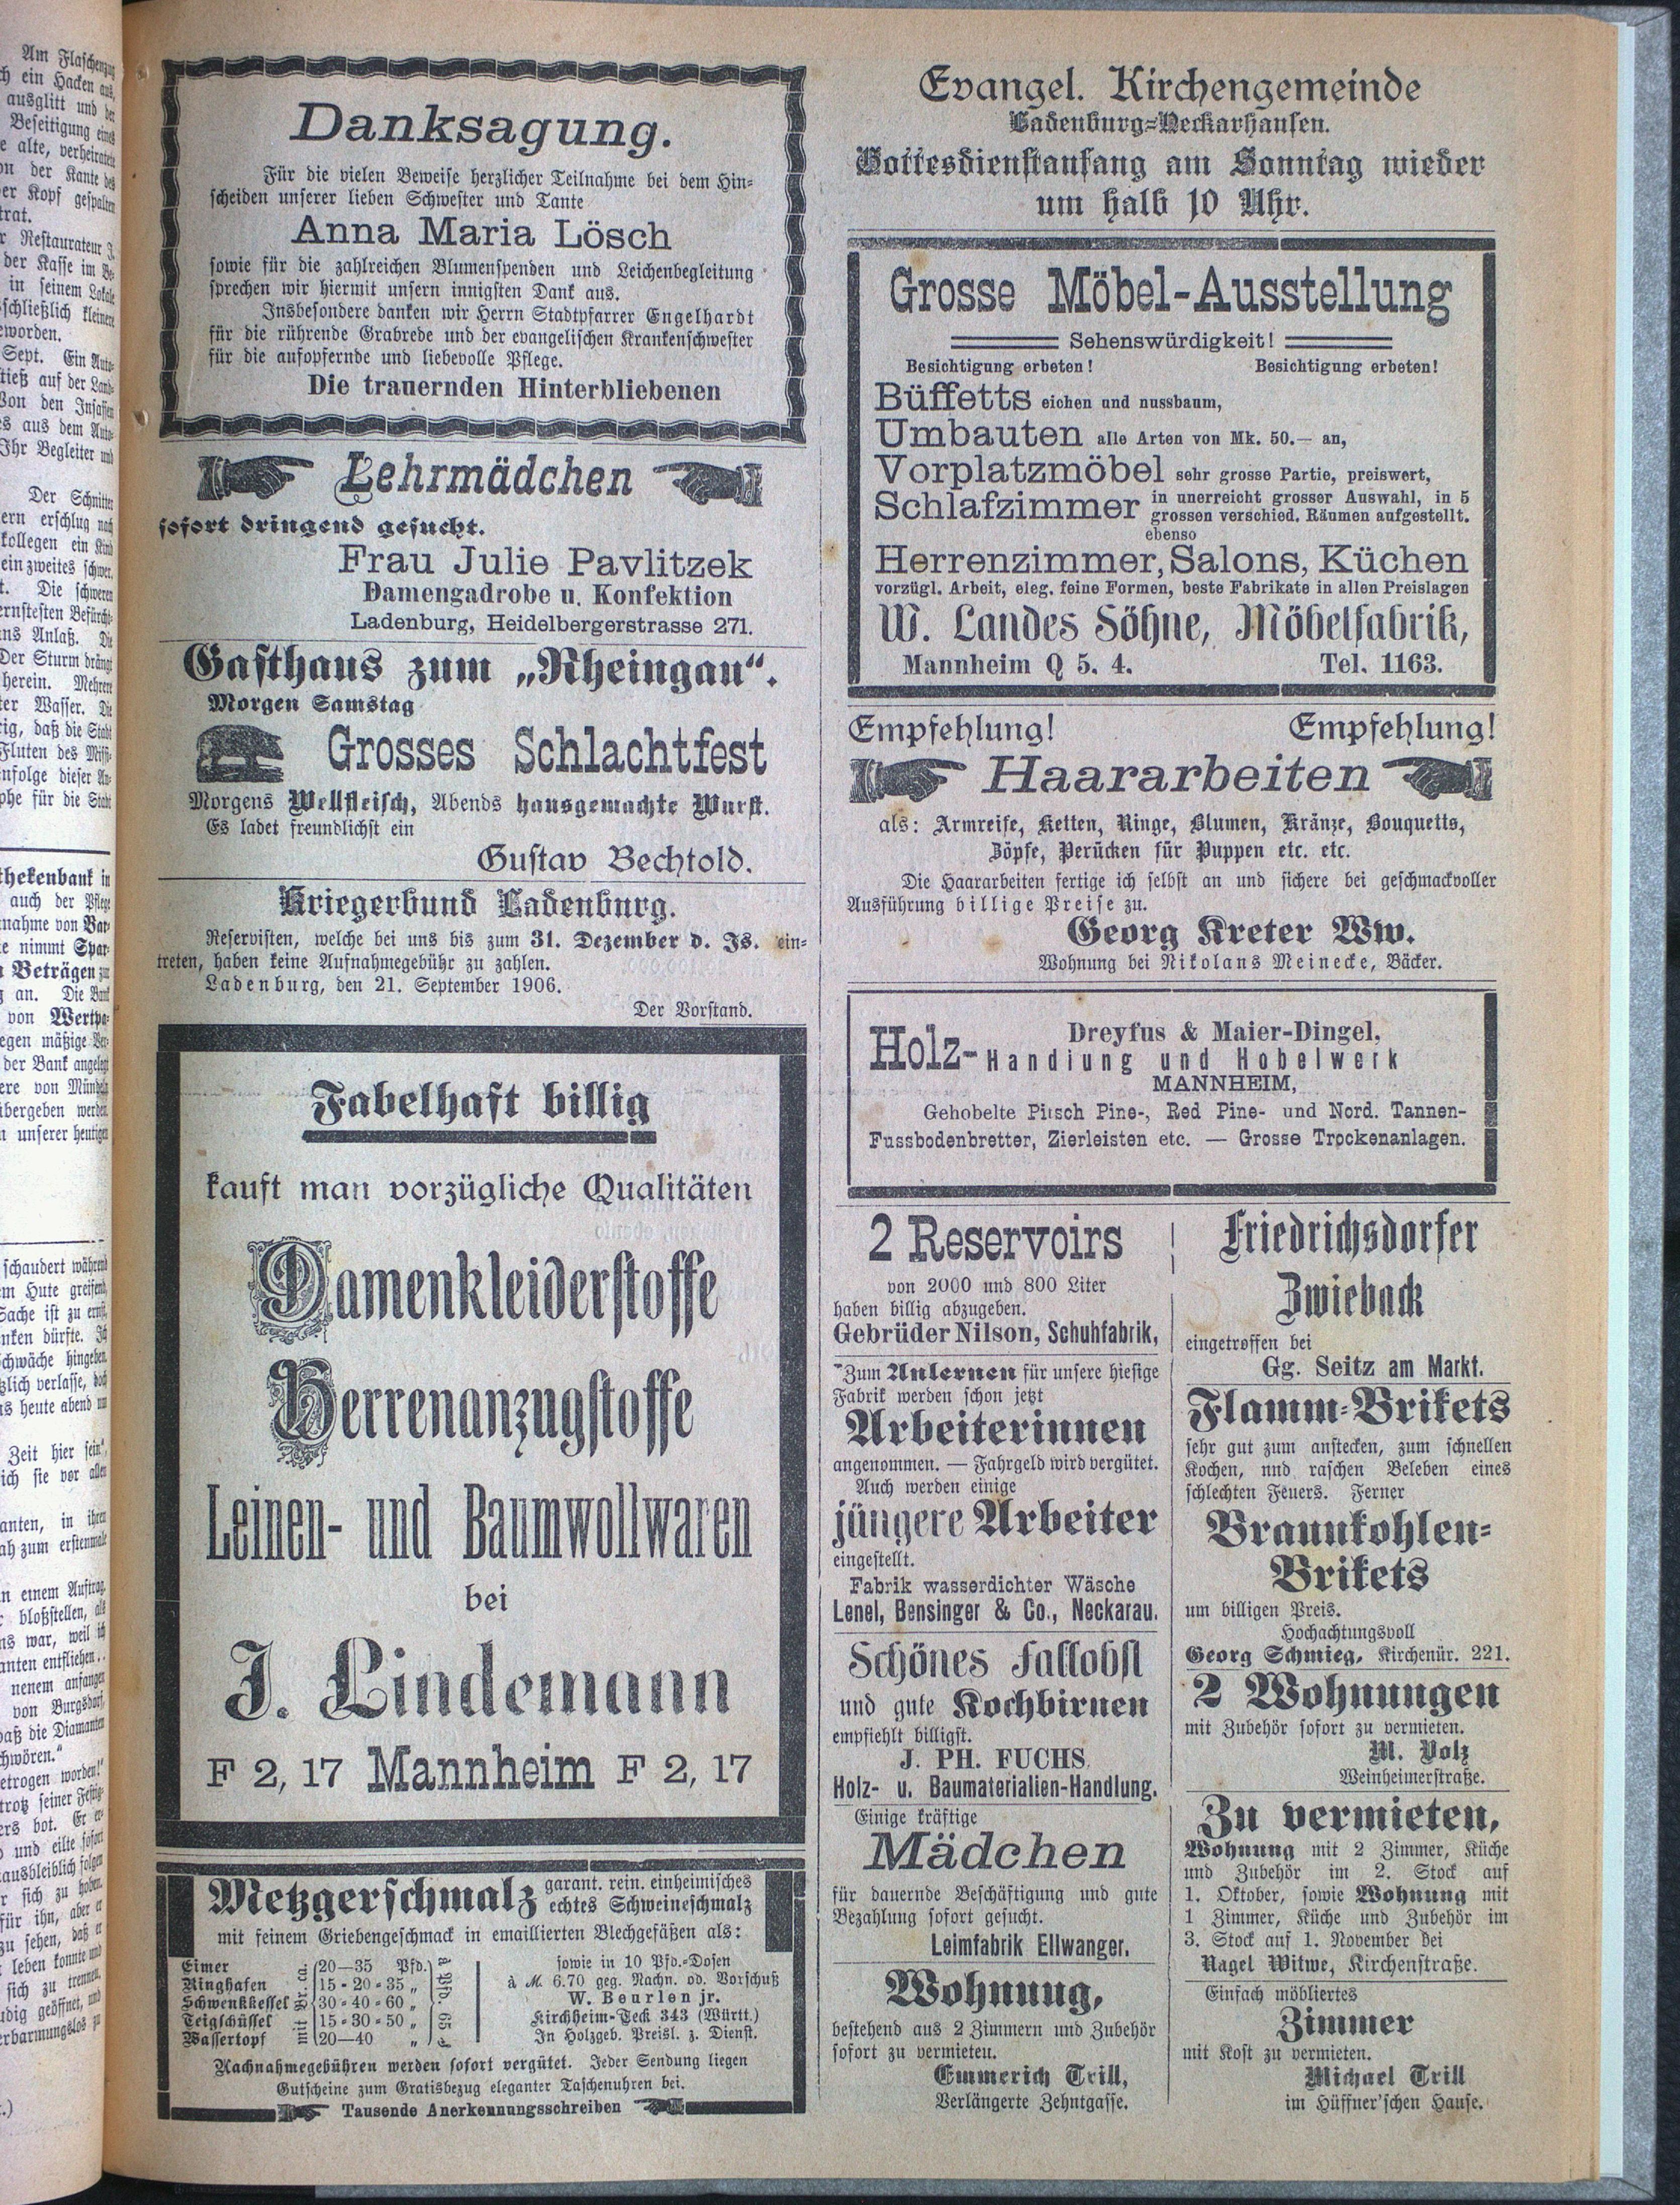 Danksagung.
Für die vielen Beweise herzlicher Teilnahme bei dem Hin-
scheiden unserer lieben Schwester und Tante
Anna Maria Lösch
sowie für die zahlreichen Blumenspenden und Leichenbegleitung
sprechen wir hiermit unsern innigsten Dank aus.
Insbesondere danken wir Herrn Stadtpfarrer Engelhardt
für die rührende Grabrede und der evangelischen Krankenschwester
für die aufopfernde und liebevolle Pflege.
Die trauernden Hinterbliebenen
Lehrmädchen
sofort dringend gesucht.
Frau Julie Pavlitzek
Damengadrobe u. Konfektion
Ladenburg, Heidelbergerstrasse 271.
Gasthaus zum „Rheingau“.
Morgen Samstag
Grosses Schlachtfest
Morgens Wellfleisch, Abends hausgemachte Wurst.
Es ladet freundlichst ein
Gustav Bechtold.
Kriegerbund Ladenburg.
Reservisten, welche bei uns bis zum 31. Dezember d. Js. ein-
treten, haben keine Aufnahmegebühr zu zahlen.
Ladenburg, den 21. September 1906.
Der Vorstand.
Fabelhaft billig
kauft man vorzügliche Qualitäten
Damenkleiderstoffe
Herrenanzugstoffe
Leinen- und Baumwollwaren
bei
J. Lindemann
F 2, 17 Mannheim F 2, 17
Metzgerschmalz garant. rein. einheimisches
echtes Schweineschmalz
mit feinem Griebengeschmack in emaillierten Blechgefäßen als:
Eimer 20—35 Pfd.
Ringhafen 15-20-35 „
Schwenkkessel 30-40-60 „
Teigschüssel 15-30-50 „
Wassertopf 20—40 „
mit Br. ca.
à Pfd. 65
sowie in 10 Pfd.-Dosen
à M. 6.70 geg. Nachn. od. Vorschuß
W. Beurlen jr.
Kirchheim-Teck 343 (Württ.)
In Holzgeb. Preisl. z. Dienst.
Nachnahmegebühren werden sofort vergütet. Jeder Sendung liegen
Gutscheine zum Gratisbezug eleganter Taschenuhren bei.
Tausende Anerkennungsschreiben
Evangel. Kirchengemeinde
Ladenburg-Neckarhausen.
Gottesdienstanfang am Sonntag wieder
um halb 10 Uhr.
Grosse Möbel-Ausstellung
Sehenswürdigkeit!
Besichtigung erbeten! Besichtigung erbeten!
Büffetts eichen und nussbaum,
Umbauten alle Arten von Mk. 50.— an,
Vorplatzmöbel sehr grosse Partie, preiswert,
Schlafzimmer in unerreicht grosser Auswahl, in 5
grossen verschied. Räumen aufgestellt.
ebenso
Herrenzimmer, Salons, Küchen
vorzügl. Arbeit, eleg. feine Formen, beste Fabrikate in allen Preislagen
W. Landes Söhne, Möbelfabrik,
Mannheim Q 5. 4. Tel. 1163.
Empfehlung! Empfehlung!
Haararbeiten
als: Armreife, Ketten, Ringe, Blumen, Kränze, Bouquetts,
Zöpfe, Perücken für Puppen etc. etc.
Die Haararbeiten fertige ich selbst an und sichere bei geschmackvoller
Ausführung billige Preise zu.
Georg Kreter Ww.
Wohnung bei Nikolans Meinecke, Bäcker.
Dreyfus & Maier-Dingel,
Holz-Handlung und Hobelwerk
MANNHEIM,
Gehobelte Pitsch Pine-, Red Pine- und Nord. Tannen-
Fussbodenbretter, Zierleisten etc. — Grosse Trockenanlagen.
2 Reservoirs
von 2000 und 800 Liter
haben billig abzugeben.
Gebrüder Nilson, Schuhfabrik,
Zum Anlernen für unsere hiesige
Fabrik werden schon jetzt
Arbeiterinnen
angenommen. — Fahrgeld wird vergütet.
Auch werden einige
jüngere Arbeiter
eingestellt.
Fabrik wasserdichter Wäsche
Lenel, Bensinger & Co., Neckarau.
Schönes Fallobst
und gute Kochbirnen
empfiehlt billigst.
J. PH. FUCHS
Holz- u. Baumaterialien-Handlung.
Einige kräftige
Mädchen
für dauernde Beschäftigung und gute
Bezahlung sofort gesucht.
Leimfabrik Ellwanger.
Wohnung,
bestehend aus 2 Zimmern und Zubehör
sofort zu vermieteu.
Emmerich Trill,
Verlängerte Zehntgasse.
Friedrichsdorfer
Zwieback
eingetroffen bei
Gg. Seitz am Markt.
Flamm-Brikets
sehr gut zum anstecken, zum schnellen
Kochen, nnd raschen Beleben eines
schlechten Feuers. Ferner
Braunkohlen-
Brikets
um billigen Preis.
Hochachtungsvoll
Georg Schmieg, Kirchenür. 221.
2 Wohnungen
mit Zubehör sofort zu vermieten.
M. Volz
Weinheimerstraße.
Zu vermieten,
Wohnung mit 2 Zimmer, Küche
und Zubehör im 2. Stock auf
1. Oktober, sowie Wohnung mit
1 Zimmer, Küche und Zubehör im
3. Stock auf 1. November bei
Nagel Witwe, Kirchenstraße.
Einfach möbliertes
Zimmer
mit Kost zu vermieten.
Michael Trill
im Hüffner'schen Hause.